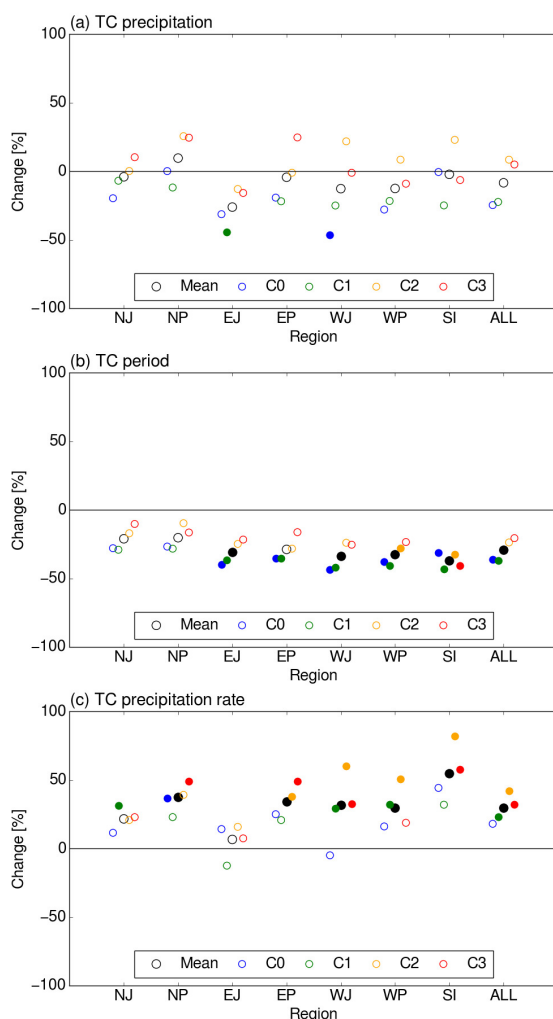 (a) TC precipitation
100
50
0
−50
−100
Change [%]
Mean C0 C1 C2 C3
NJ NP EJ EP WJ WP SI ALL
Region
(b) TC period
100
50
0
−50
−100
Change [%]
Mean C0 C1 C2 C3
NJ NP EJ EP WJ WP SI ALL
Region
(c) TC precipitation rate
100
50
0
−50
−100
Change [%]
Mean C0 C1 C2 C3
NJ NP EJ EP WJ WP SI ALL
Region